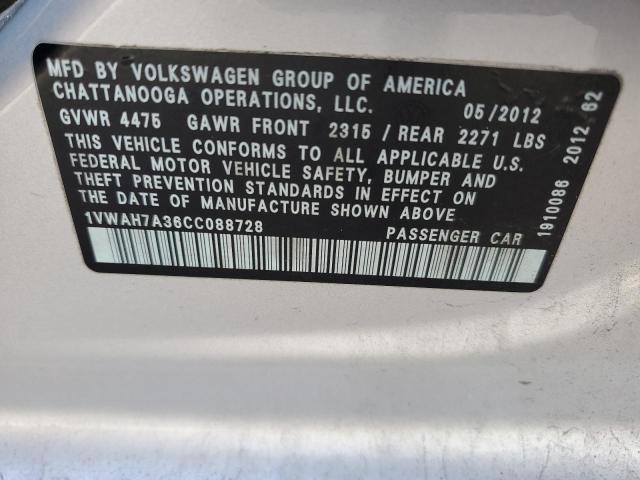 MFD BY VOLKSWAGEN GROUP OF AMERICA
CHATTANOOGA OPERATIONS, LLC. 05/2012
GVWR 4475 GAWR FRONT 2315 / REAR 2271 LBS
THIS VEHICLE CONFORMS TO ALL APPLICABLE U.S.
FEDERAL MOTOR VEHICLE SAFETY, BUMPER AND
THEFT PREVENTION STANDARDS IN EFFECT ON
THE DATE OF MANUFACTURE SHOWN ABOVE
1VWAH7A36CC088728 PASSENGER CAR
1910086 2012 62